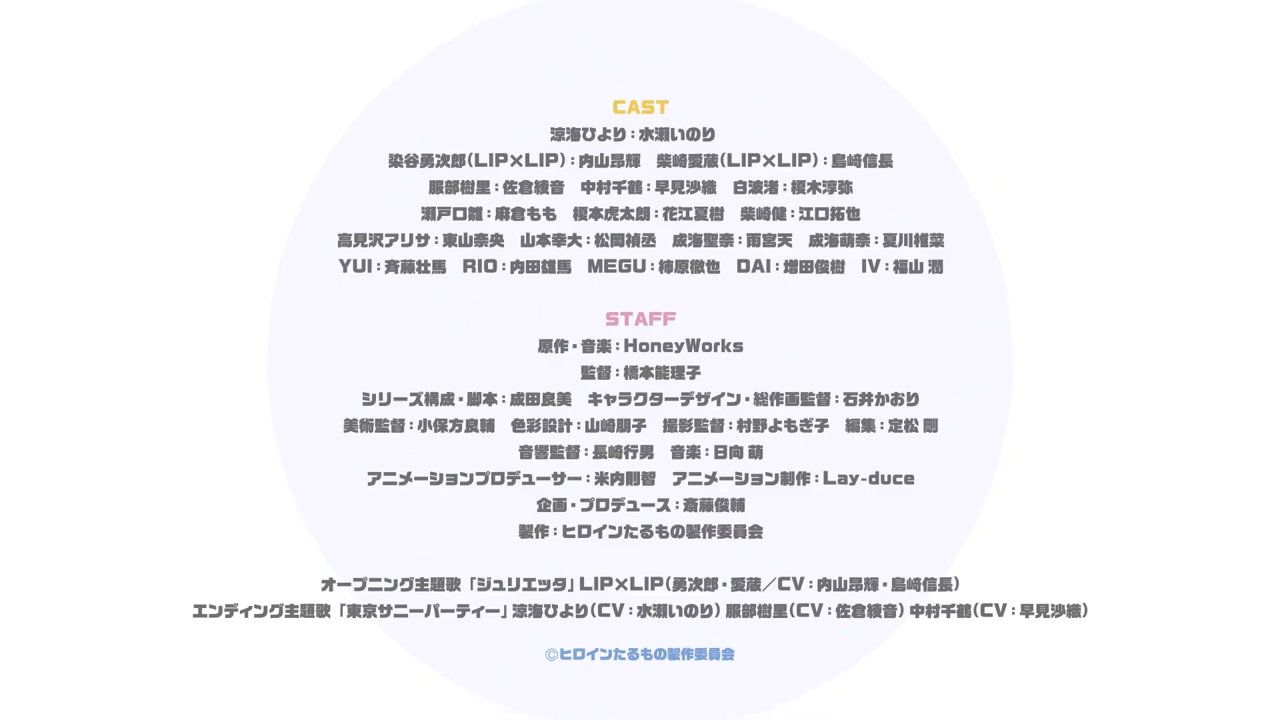 CAST
涼海ひより:水瀬いのり
染谷勇次郎(LIP×LIP):内山昂輝　柴崎愛蔵(LIP×LIP):島﨑信長
服部樹里:佐倉綾音　中村千鶴:早見沙織　白波渚:榎木淳弥
瀬戸口雛:麻倉もも　榎本虎太朗:花江夏樹　柴崎健:江口拓也
高見沢アリサ:東山奈央　山本幸大:松岡禎丞　成海聖奈:雨宮天　成海萌奈:夏川椎菜
YUI:斉藤壮馬　RIO:内田雄馬　MEGU:柿原徹也　DAI:増田俊樹　IV:福山 潤
STAFF
原作・音楽:HoneyWorks
監督:橋本能理子
シリーズ構成・脚本:成田良美　キャラクターデザイン・総作画監督:石井かおり
美術監督:小保方良輔　色彩設計:山崎朋子　撮影監督:村野よもぎ子　編集:定松 剛
音響監督:長崎行男　音楽:日向 萌
アニメーションプロデューサー:米内則智　アニメーション制作:Lay-duce
企画・プロデュース:斎藤俊輔
製作:ヒロインたるもの製作委員会
オープニング主題歌「ジュリエッタ」LIP×LIP(勇次郎・愛蔵／CV:内山昂輝・島﨑信長)
エンディング主題歌「東京サニーパーティー」涼海ひより(CV:水瀬いのり) 服部樹里(CV:佐倉綾音) 中村千鶴(CV:早見沙織)
©ヒロインたるもの製作委員会